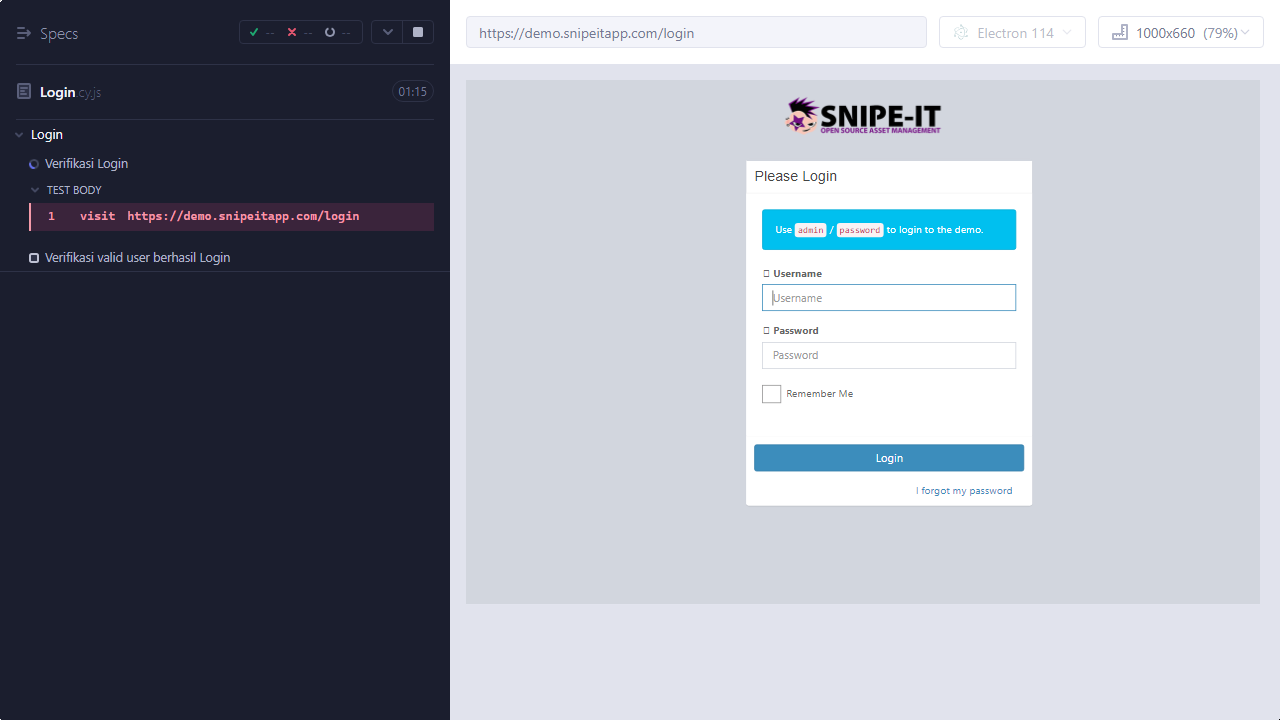 Specs
-- -- --
Login.cy.js
01:15
Login
Verifikasi Login
TEST BODY
1 visit https://demo.snipeitapp.com/login
Verifikasi valid user berhasil Login
https://demo.snipeitapp.com/login
Electron 114
1000x660 (79%)
SNIPE-IT
OPEN SOURCE ASSET MANAGEMENT
Please Login
Use admin / password to login to the demo.
Username
Username
Password
Password
Remember Me
Login
I forgot my password